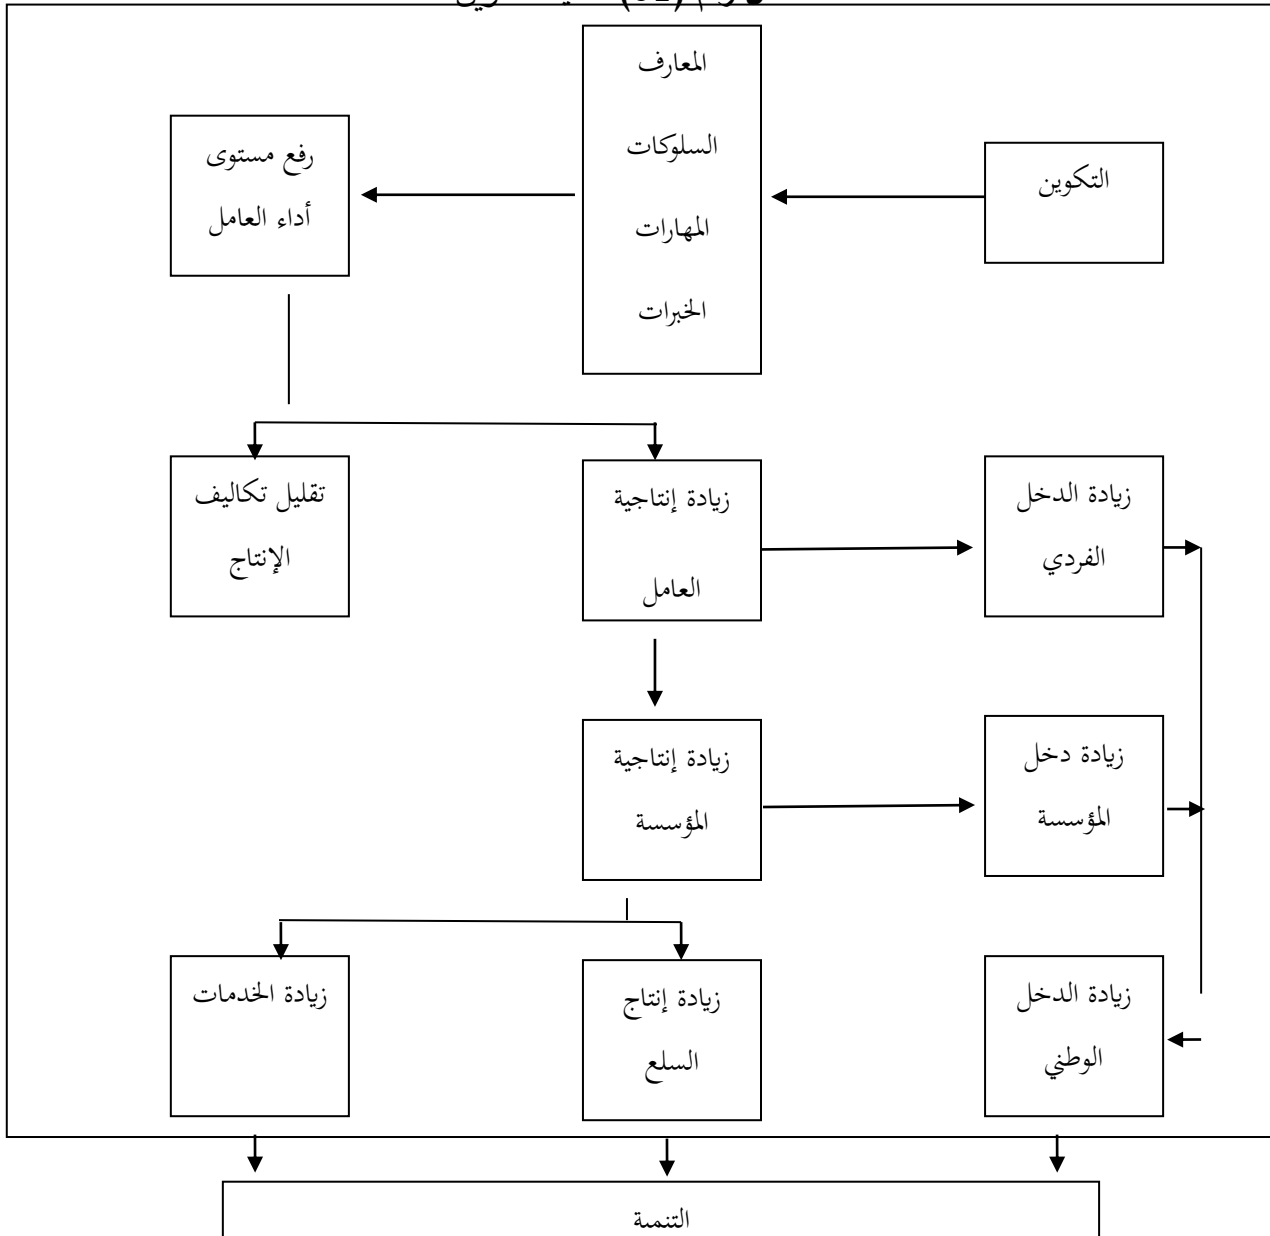 التكوين
المعارف
السلوكات
المهارات
الخبرات
رفع مستوى
أداء العامل
زيادة الدخل
الفردي
زيادة إنتاجية
العامل
تقليل تكاليف
الإنتاج
زيادة دخل
المؤسسة
زيادة إنتاجية
المؤسسة
زيادة الدخل
الوطني
زيادة إنتاج
السلع
زيادة الخدمات
التنمية